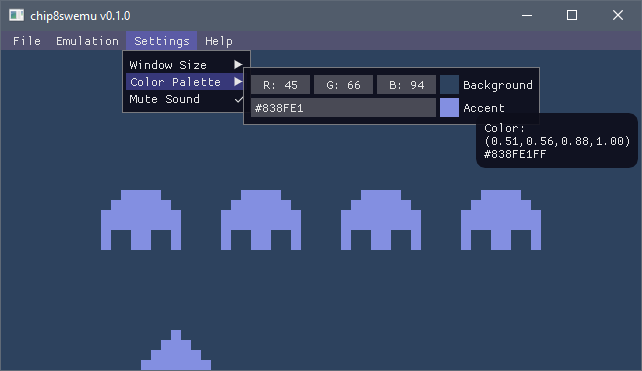 chip8swemu v0.1.0
File Emulation Settings Help
Window Size
Color Palette
Mute Sound
R: 45 G: 66 B: 94 Background
#838FE1 Accent
Color:
(0.51,0.56,0.88,1.00)
#838FE1FF